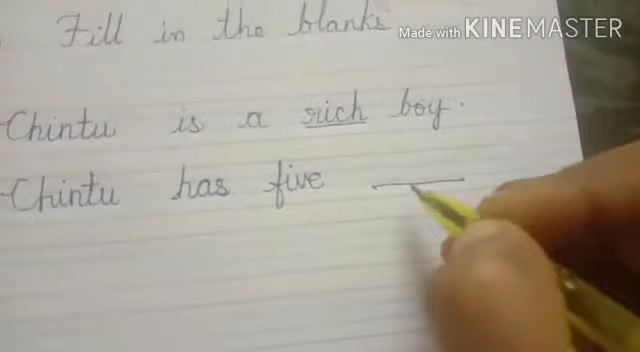 Fill in the blanks
Made with KINEMASTER
Chintu is a rich boy.
Chintu has five